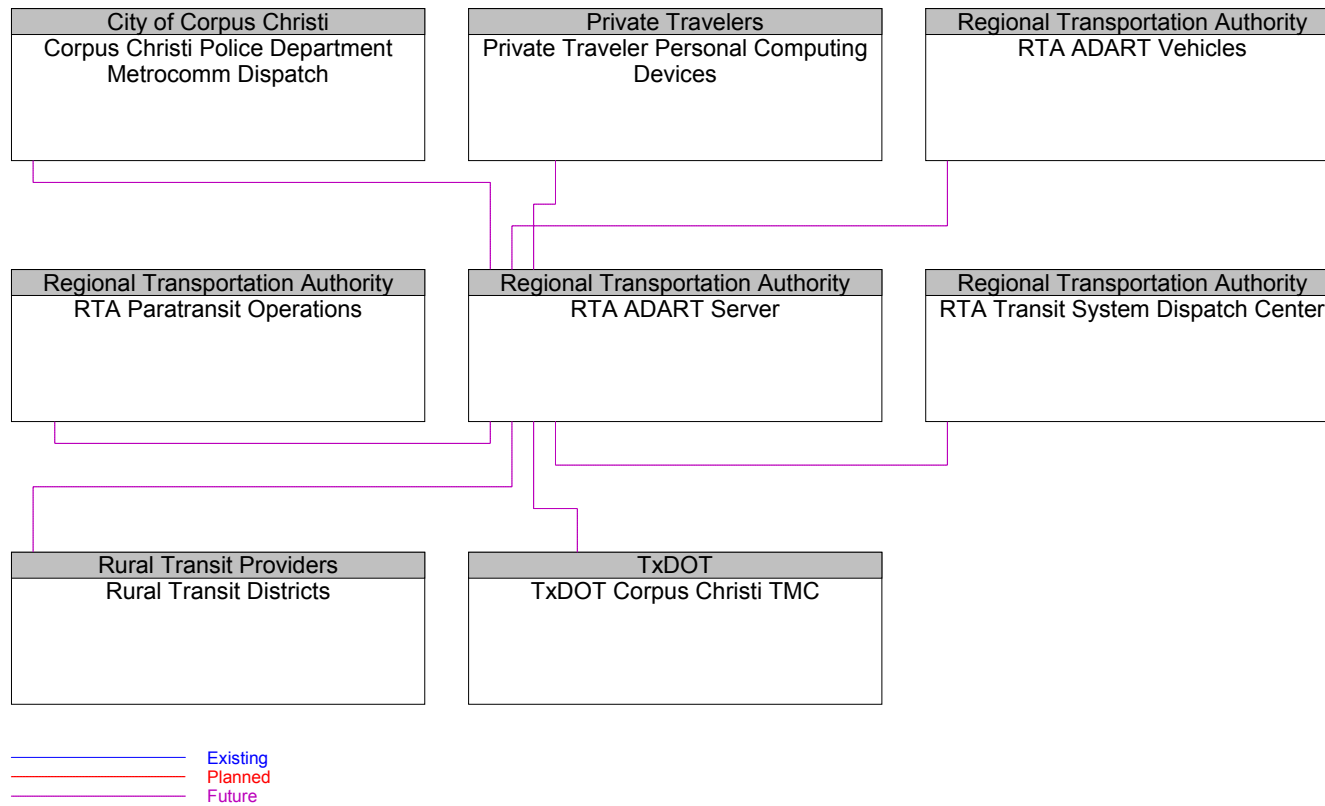 City of Corpus Christi
Corpus Christi Police Department
Metrocomm Dispatch
Private Travelers
Private Traveler Personal Computing
Devices
Regional Transportation Authority
RTA ADART Vehicles
Regional Transportation Authority
RTA Paratransit Operations
Regional Transportation Authority
RTA ADART Server
Regional Transportation Authority
RTA Transit System Dispatch Center
Rural Transit Providers
Rural Transit Districts
TxDOT
TxDOT Corpus Christi TMC
Existing
Planned
Future